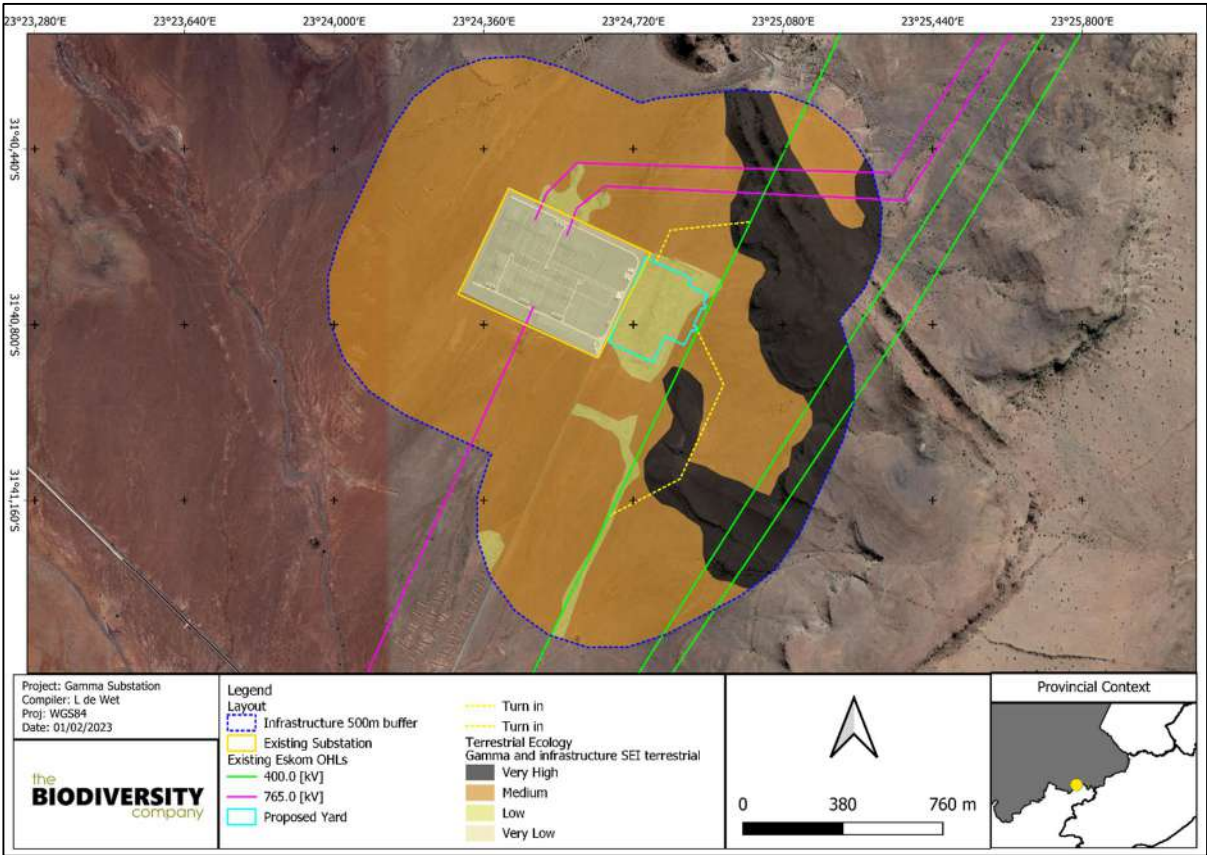 23°23,280'E 23°23,640'E 23°24,000'E 23°24,360'E 23°24,720'E 23°25,080'E 23°25,440'E 23°25,800'E
31°40,440'S
31°40,800'S
31°41,160'S
Project: Gamma Substation
Compiler: L de Wet
Proj: WGS84
Date: 01/02/2023
the
BIODIVERSITY
company
Legend
Layout
Infrastructure 500m buffer
Existing Substation
Existing Eskom OHLs
400.0 [kV]
765.0 [kV]
Proposed Yard
Turn in
Turn in
Terrestrial Ecology
Gamma and infrastructure SEI terrestrial
Very High
Medium
Low
Very Low
0 380 760 m
Provincial Context